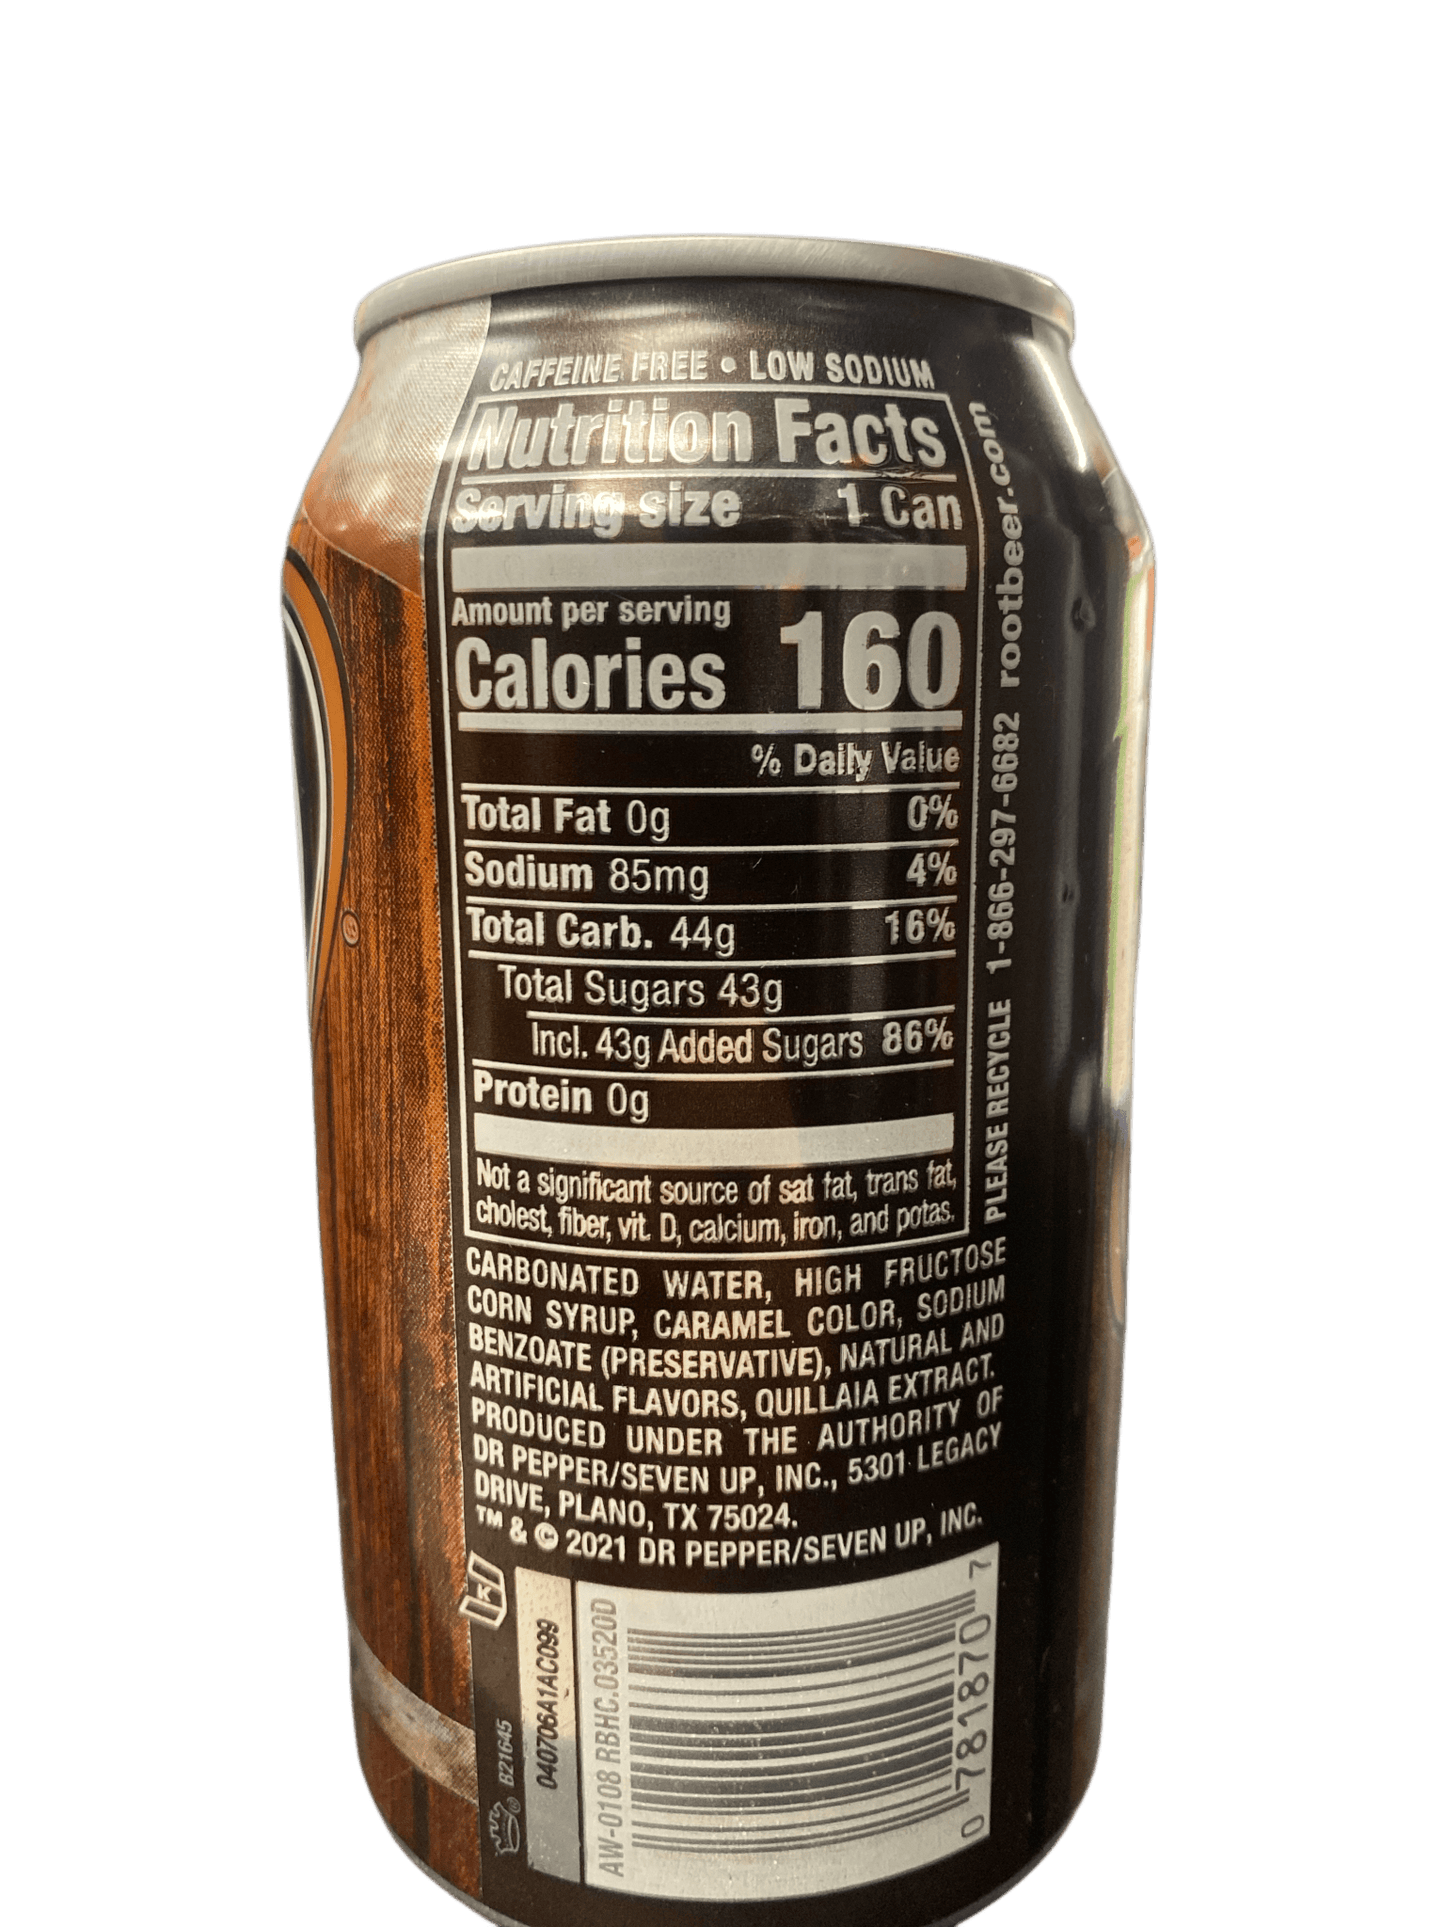 CAFFEINE FREE • LOW SODIUM
Nutrition Facts
Serving size 1 Can
Amount per serving
Calories 160
% Daily Value
Total Fat 0g 0%
Sodium 85mg 4%
Total Carb. 44g 16%
Total Sugars 43g
Incl. 43g Added Sugars 86%
Protein 0g
Not a significant source of sat fat, trans fat,
cholest, fiber, vit. D, calcium, iron, and potas.
PLEASE RECYCLE 1-866-297-6682 rootbeer.com
CARBONATED WATER, HIGH FRUCTOSE
CORN SYRUP, CARAMEL COLOR, SODIUM
BENZOATE (PRESERVATIVE), NATURAL AND
ARTIFICIAL FLAVORS, QUILLAIA EXTRACT.
PRODUCED UNDER THE AUTHORITY OF
DR PEPPER/SEVEN UP, INC., 5301 LEGACY
DRIVE, PLANO, TX 75024.
™ & © 2021 DR PEPPER/SEVEN UP, INC.
K
B21645
040706A1AC099
AW-0108 RBHC.03520D
0 781870 7
®